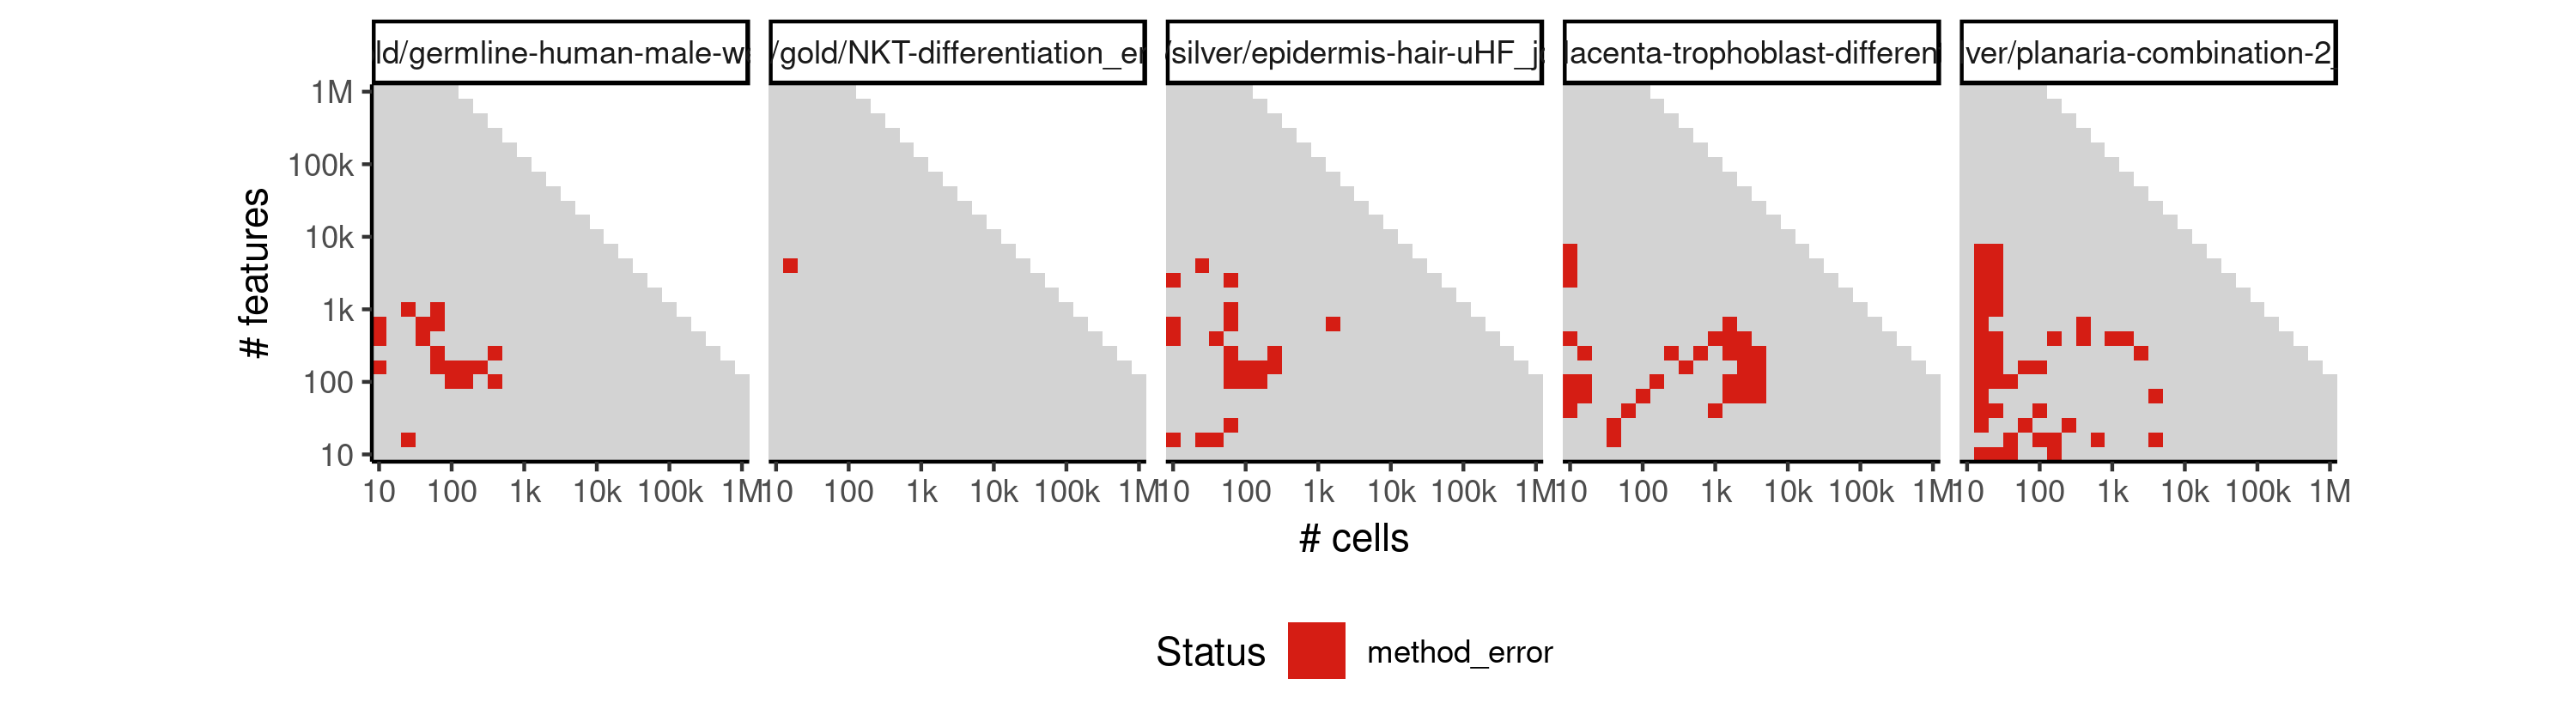 ld/germline-human-male-w
/gold/NKT-differentiation_e
/silver/epidermis-hair-uHF_j
lacenta-trophoblast-differen
ver/planaria-combination-2
1M
100k
10k
1k
100
10
# features
10 100 1k 10k 100k 1M
10 100 1k 10k 100k 1M
10 100 1k 10k 100k 1M
10 100 1k 10k 100k 1M
10 100 1k 10k 100k 1M
# cells
Status
method_error